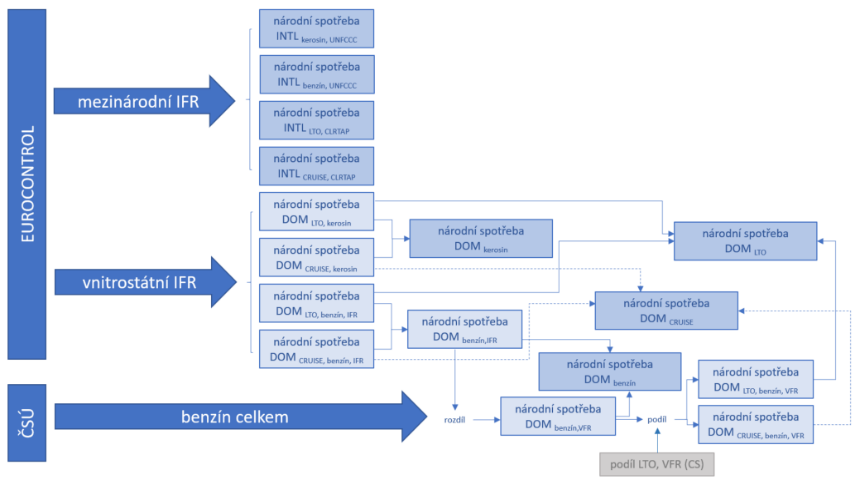 EUROCONTROL
mezinárodní IFR
národní spotřeba
INTL kerosin, UNFCCC
národní spotřeba
INTL benzín, UNFCCC
národní spotřeba
INTL LTO, CLRTAP
národní spotřeba
INTL CRUISE, CLRTAP
vnitrostátní IFR
národní spotřeba
DOM LTO, kerosin
národní spotřeba
DOM CRUISE, kerosin
národní spotřeba
DOM LTO, benzín, IFR
národní spotřeba
DOM CRUISE, benzín, IFR
národní spotřeba
DOM kerosin
národní spotřeba
DOM LTO
národní spotřeba
DOM CRUISE
národní spotřeba
DOM benzín,IFR
národní spotřeba
DOM benzín
národní spotřeba
DOM LTO, benzín, VFR
ČSÚ
benzín celkem
rozdíl
národní spotřeba
DOM benzín,VFR
podíl
národní spotřeba
DOM CRUISE, benzín, VFR
podíl LTO, VFR (CS)